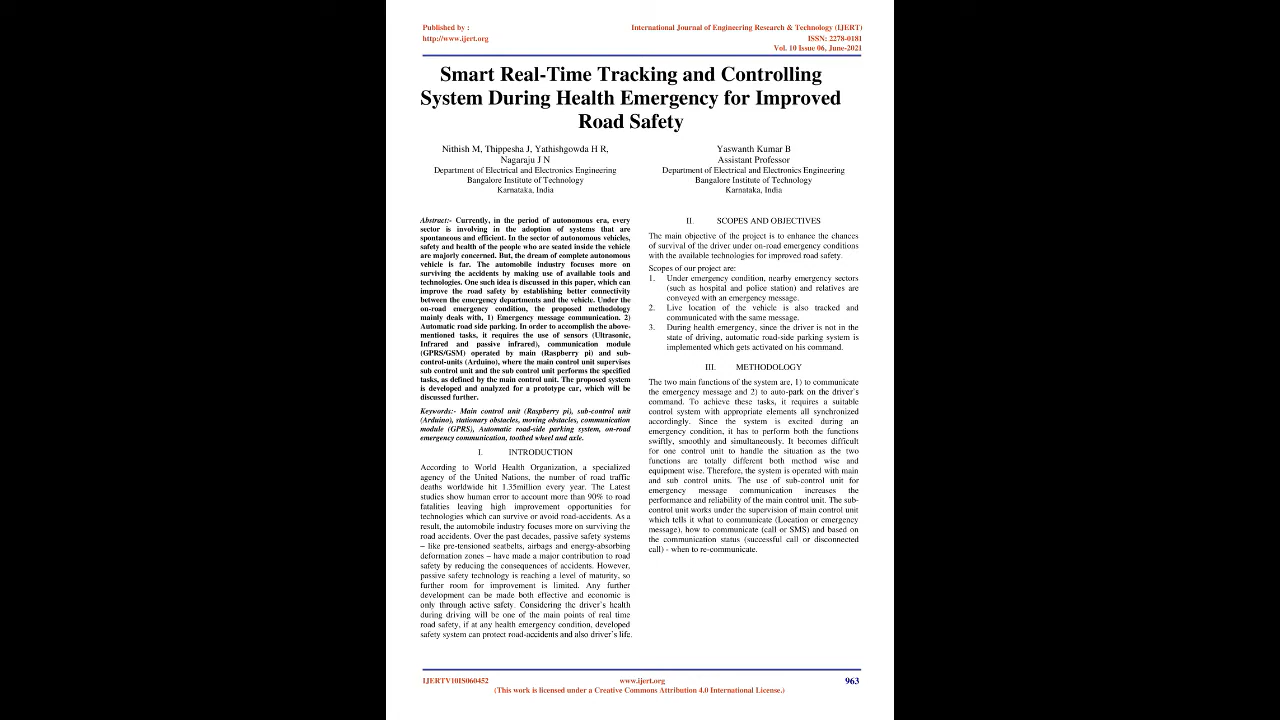 Published by :
http://www.ijert.org
International Journal of Engineering Research & Technology (IJERT)
ISSN: 2278-0181
Vol. 10 Issue 06, June-2021
Smart Real-Time Tracking and Controlling
System During Health Emergency for Improved
Road Safety
Nithish M, Thippesha J, Yathishgowda H R,
Nagaraju J N
Department of Electrical and Electronics Engineering
Bangalore Institute of Technology
Karnataka, India
Yaswanth Kumar B
Assistant Professor
Department of Electrical and Electronics Engineering
Bangalore Institute of Technology
Karnataka, India
Abstract:- Currently, in the period of autonomous era, every
sector is involving in the adoption of systems that are
spontaneous and efficient. In the sector of autonomous vehicles,
safety and health of the people who are seated inside the vehicle
are majorly concerned. But, the dream of complete autonomous
vehicle is far. The automobile industry focuses more on
surviving the accidents by making use of available tools and
technologies. One such idea is discussed in this paper, which can
improve the road safety by establishing better connectivity
between the emergency departments and the vehicle. Under the
on-road emergency condition, the proposed methodology
mainly deals with, 1) Emergency message communication. 2)
Automatic road side parking. In order to accomplish the above-
mentioned tasks, it requires the use of sensors (Ultrasonic,
Infrared and passive infrared), communication module
(GPRS/GSM) operated by main (Raspberry pi) and sub-
control-units (Arduino), where the main control unit supervises
sub control unit and the sub control unit performs the specified
tasks, as defined by the main control unit. The proposed system
is developed and analyzed for a prototype car, which will be
discussed further.
Keywords:- Main control unit (Raspberry pi), sub-control unit
(Arduino), stationary obstacles, moving obstacles, communication
module (GPRS), Automatic road-side parking system, on-road
emergency communication, toothed wheel and axle.
I. INTRODUCTION
According to World Health Organization, a specialized
agency of the United Nations, the number of road traffic
deaths worldwide hit 1.35million every year. The Latest
studies show human error to account more than 90% to road
fatalities leaving high improvement opportunities for
technologies which can survive or avoid road-accidents. As a
result, the automobile industry focuses more on surviving the
road accidents. Over the past decades, passive safety systems
– like pre-tensioned seatbelts, airbags and energy-absorbing
deformation zones – have made a major contribution to road
safety by reducing the consequences of accidents. However,
passive safety technology is reaching a level of maturity, so
further room for improvement is limited. Any further
development can be made both effective and economic is
only through active safety. Considering the driver's health
during driving will be one of the main points of real time
road safety, if at any health emergency condition, developed
safety system can protect road-accidents and also driver's life.
II. SCOPES AND OBJECTIVES
The main objective of the project is to enhance the chances
of survival of the driver under on-road emergency conditions
with the available technologies for improved road safety.
Scopes of our project are:
1. Under emergency condition, nearby emergency sectors
(such as hospital and police station) and relatives are
conveyed with an emergency message.
2. Live location of the vehicle is also tracked and
communicated with the same message.
3. During health emergency, since the driver is not in the
state of driving, automatic road-side parking system is
implemented which gets activated on his command.
III. METHODOLOGY
The two main functions of the system are, 1) to communicate
the emergency message and 2) to auto-park on the driver's
command. To achieve these tasks, it requires a suitable
control system with appropriate elements all synchronized
accordingly. Since the system is excited during an
emergency condition, it has to perform both the functions
swiftly, smoothly and simultaneously. It becomes difficult
for one control unit to handle the situation as the two
functions are totally different both method wise and
equipment wise. Therefore, the system is operated with main
and sub control units. The use of sub-control unit for
emergency message communication increases the
performance and reliability of the main control unit. The sub-
control unit works under the supervision of main control unit
which tells it what to communicate (Location or emergency
message), how to communicate (call or SMS) and based on
the communication status (successful call or disconnected
call) - when to re-communicate.
IJERTV10IS060452
www.ijert.org
963
(This work is licensed under a Creative Commons Attribution 4.0 International License.)